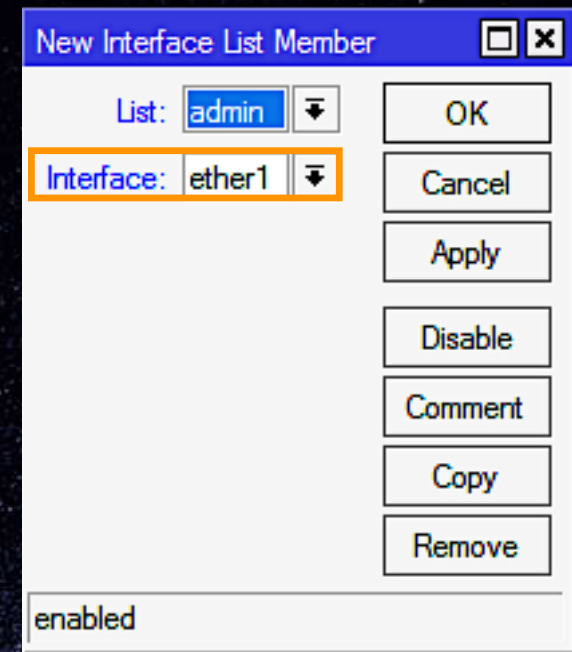 New Interface List Member
List: admin
Interface: ether1
OK
Cancel
Apply
Disable
Comment
Copy
Remove
enabled